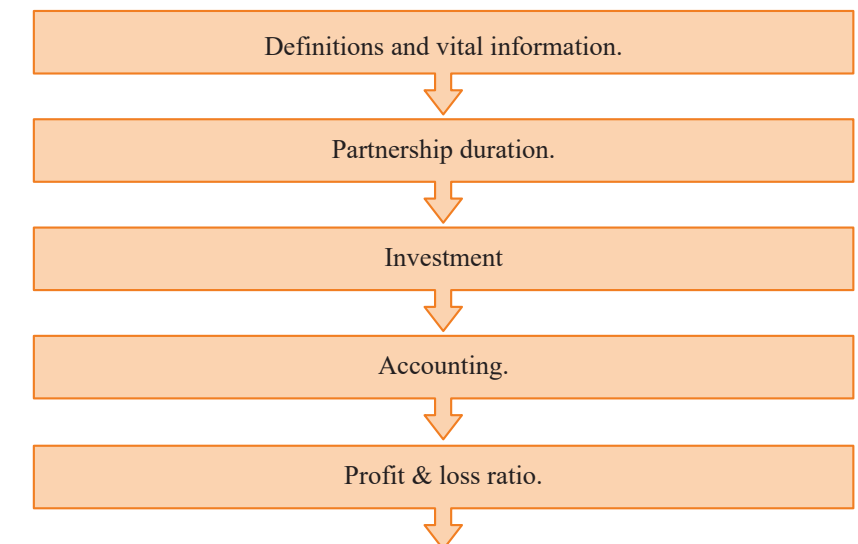 Definitions and vital information.
Partnership duration.
Investment
Accounting.
Profit & loss ratio.